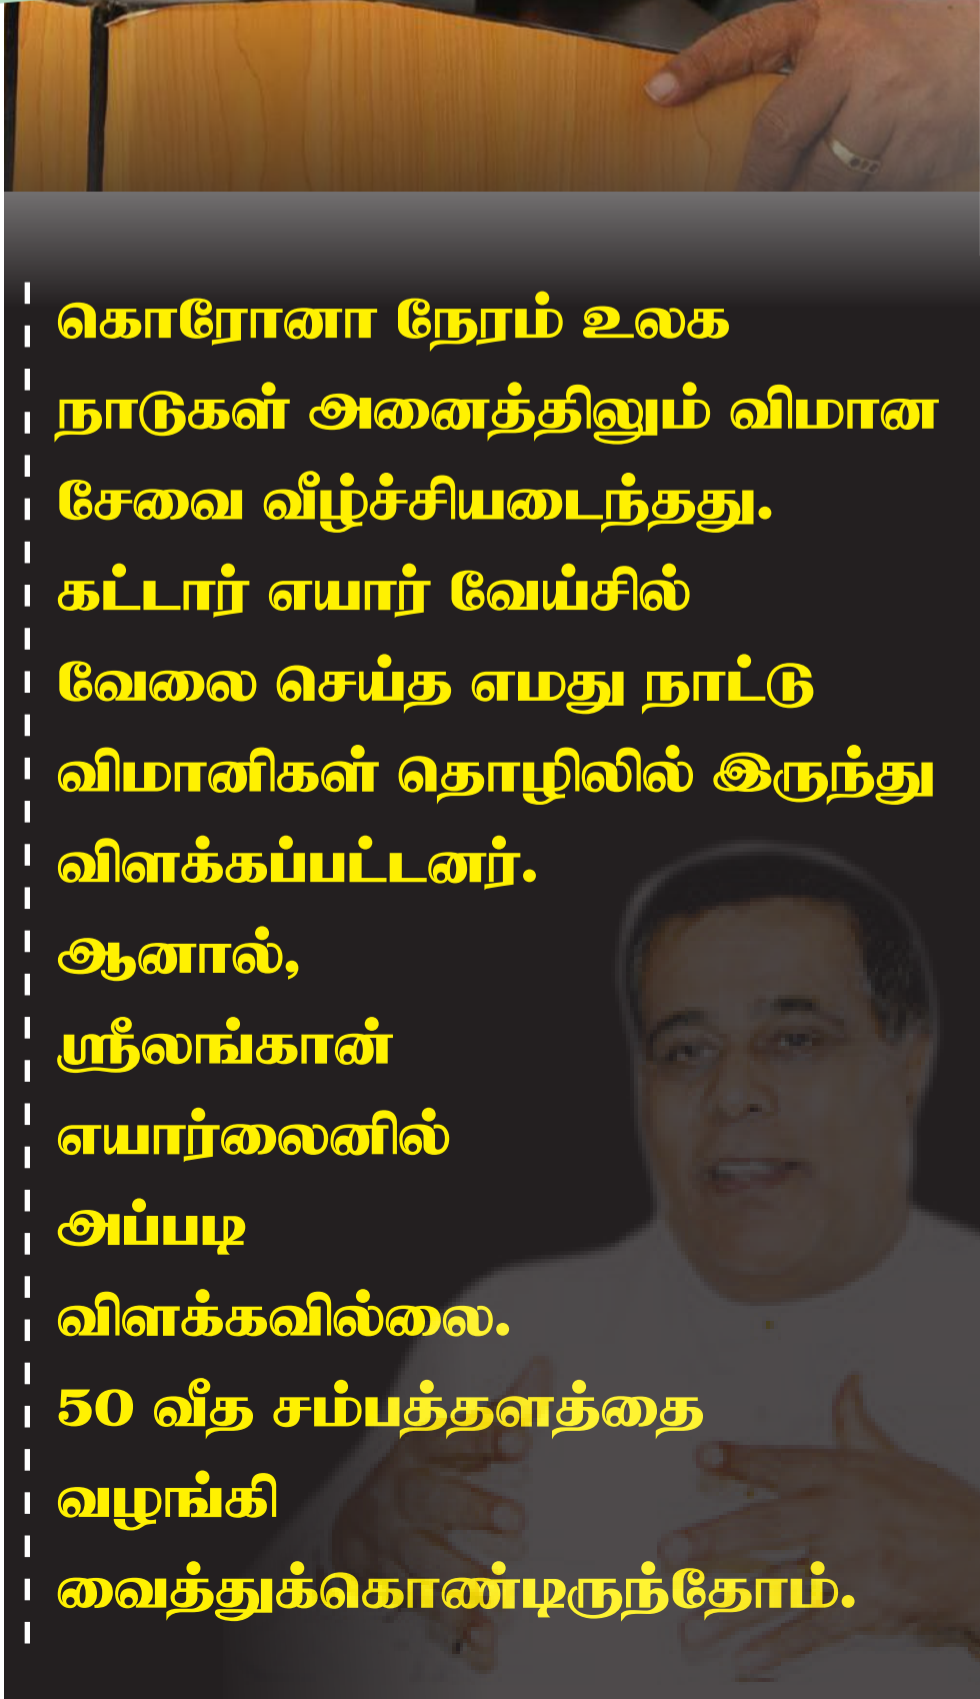 கொரோனா நேரம் உலக
நாடுகள் அனைத்திலும் விமான
சேவை வீழ்ச்சியடைந்தது.
கட்டார் எயார் வேய்சில்
வேலை செய்த எமது நாட்டு
விமானிகள் தொழிலில் இருந்து
விளக்கப்பட்டனர்.
ஆனால்,
ஸ்ரீலங்கான்
எயார்லைனில்
அப்படி
விளக்கவில்லை.
50 வீத சம்பத்தளத்தை
வழங்கி
வைத்துக்கொண்டிருந்தோம்.